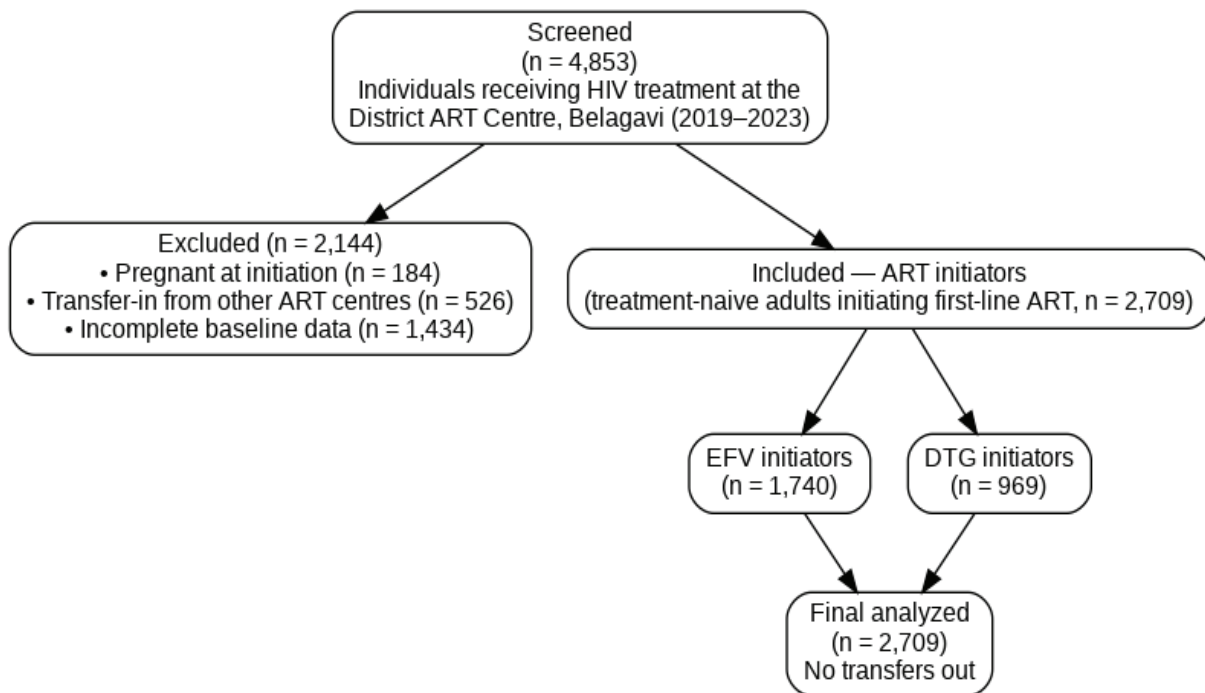 Screened
(n = 4,853)
Individuals receiving HIV treatment at the
District ART Centre, Belagavi (2019–2023)
Excluded (n = 2,144)
• Pregnant at initiation (n = 184)
• Transfer-in from other ART centres (n = 526)
• Incomplete baseline data (n = 1,434)
Included — ART initiators
(treatment-naive adults initiating first-line ART, n = 2,709)
EFV initiators
(n = 1,740)
DTG initiators
(n = 969)
Final analyzed
(n = 2,709)
No transfers out